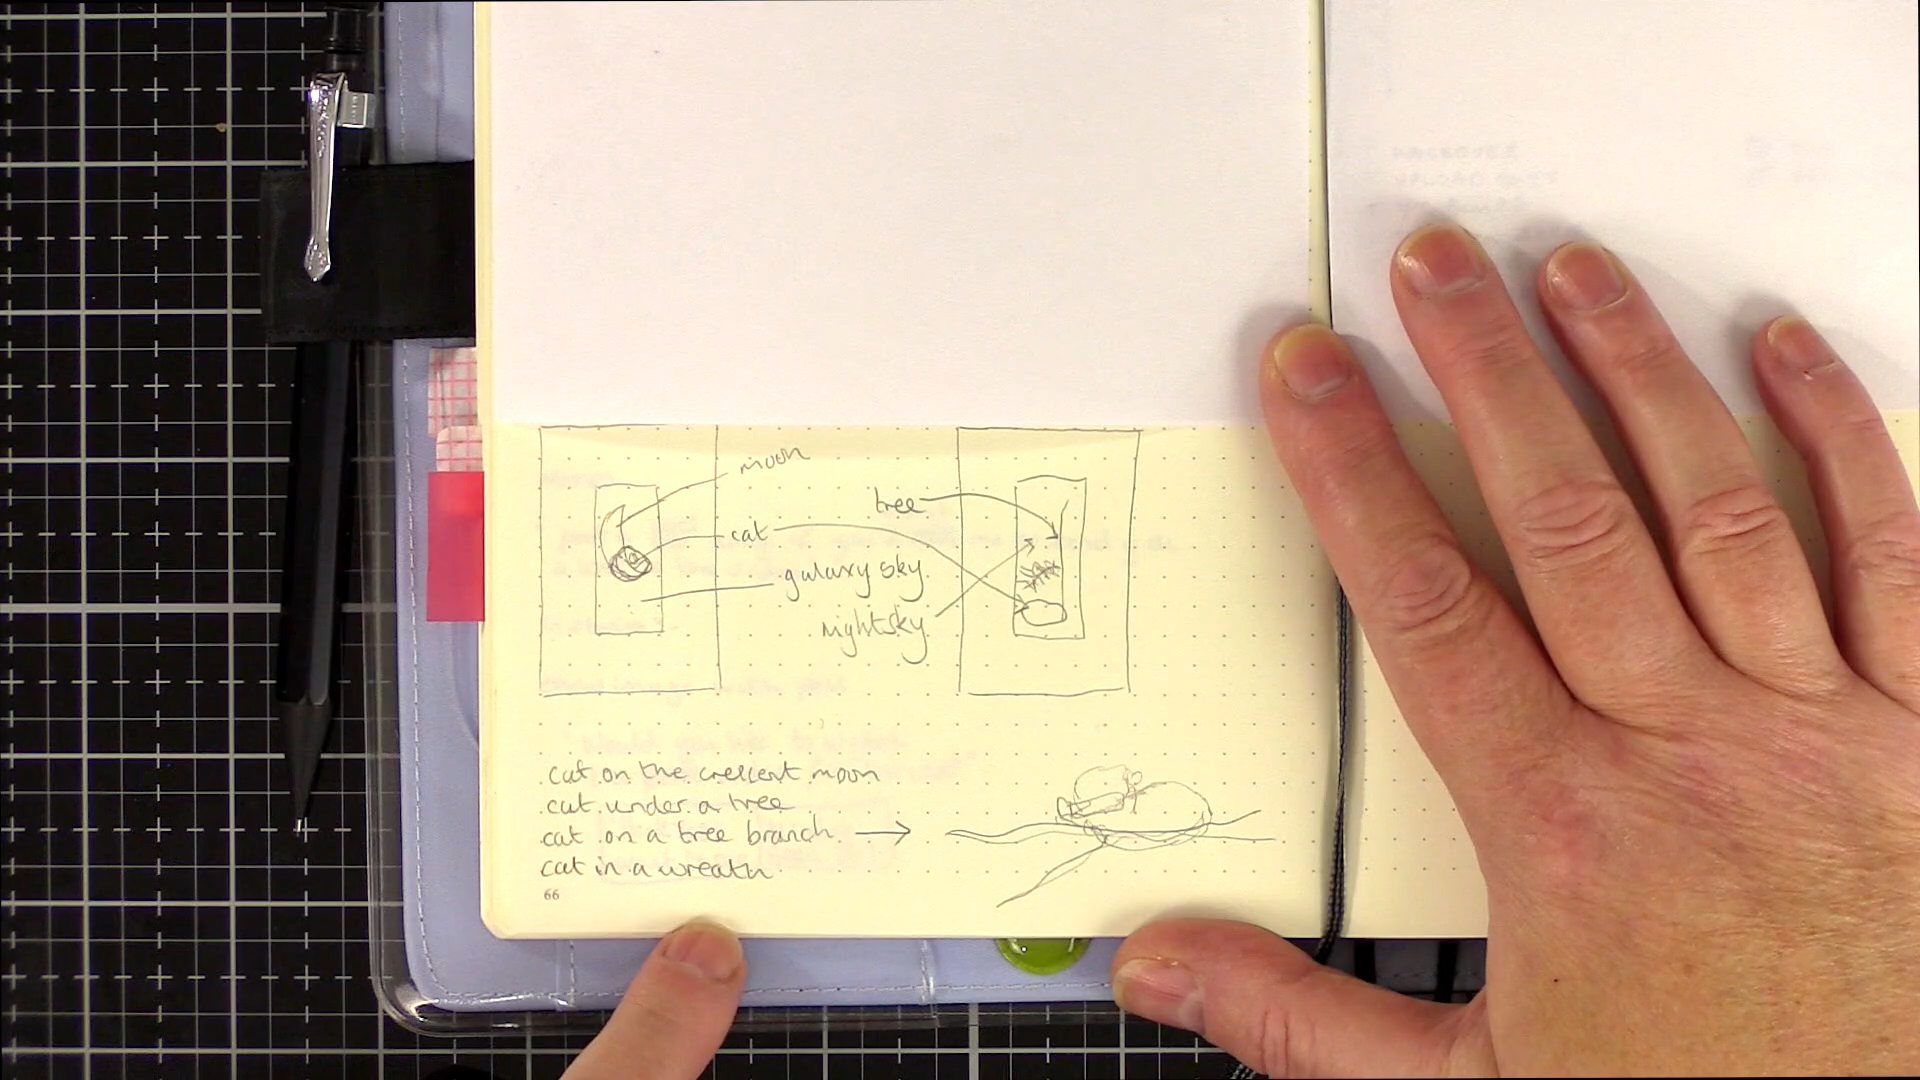 moon
tree
cat
galaxy sky
nightsky
cat on the crescent moon
cat under a tree
cat on a tree branch →
cat in a wreath
66